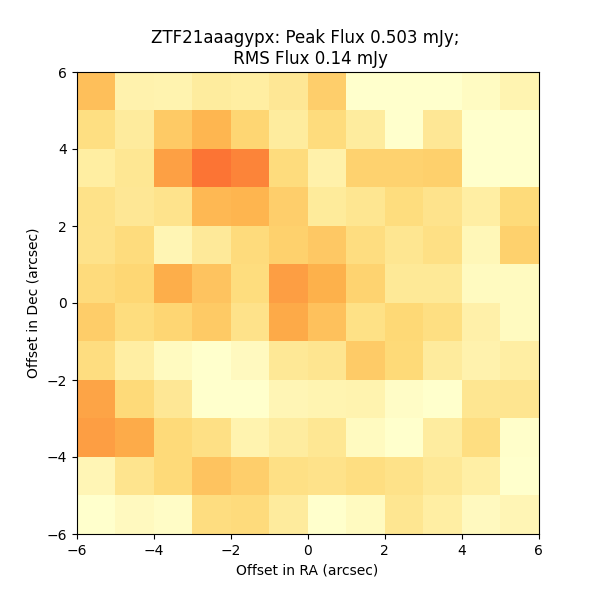 ZTF21aaagypx: Peak Flux 0.503 mJy;
RMS Flux 0.14 mJy
6
4
2
0
−2
−4
−6
Offset in Dec (arcsec)
−6 −4 −2 0 2 4 6
Offset in RA (arcsec)